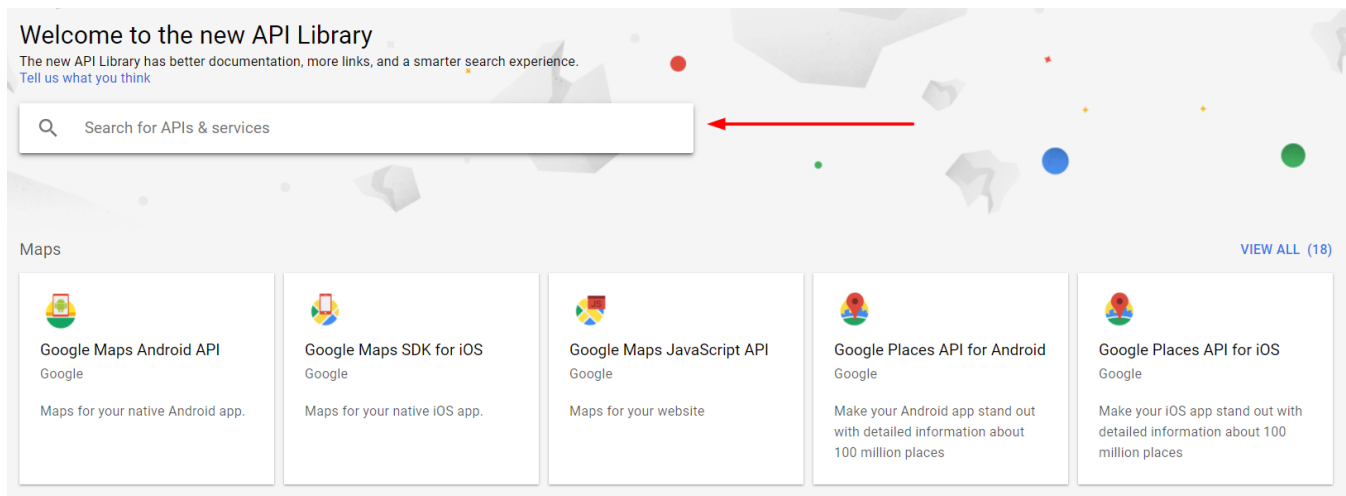 Welcome to the new API Library
The new API Library has better documentation, more links, and a smarter search experience.
Tell us what you think
Search for APIs & services
Maps
VIEW ALL (18)
Google Maps Android API
Google
Maps for your native Android app.
Google Maps SDK for iOS
Google
Maps for your native iOS app.
JS
Google Maps JavaScript API
Google
Maps for your website
Google Places API for Android
Google
Make your Android app stand out
with detailed information about
100 million places
Google Places API for iOS
Google
Make your iOS app stand out with
detailed information about 100
million places